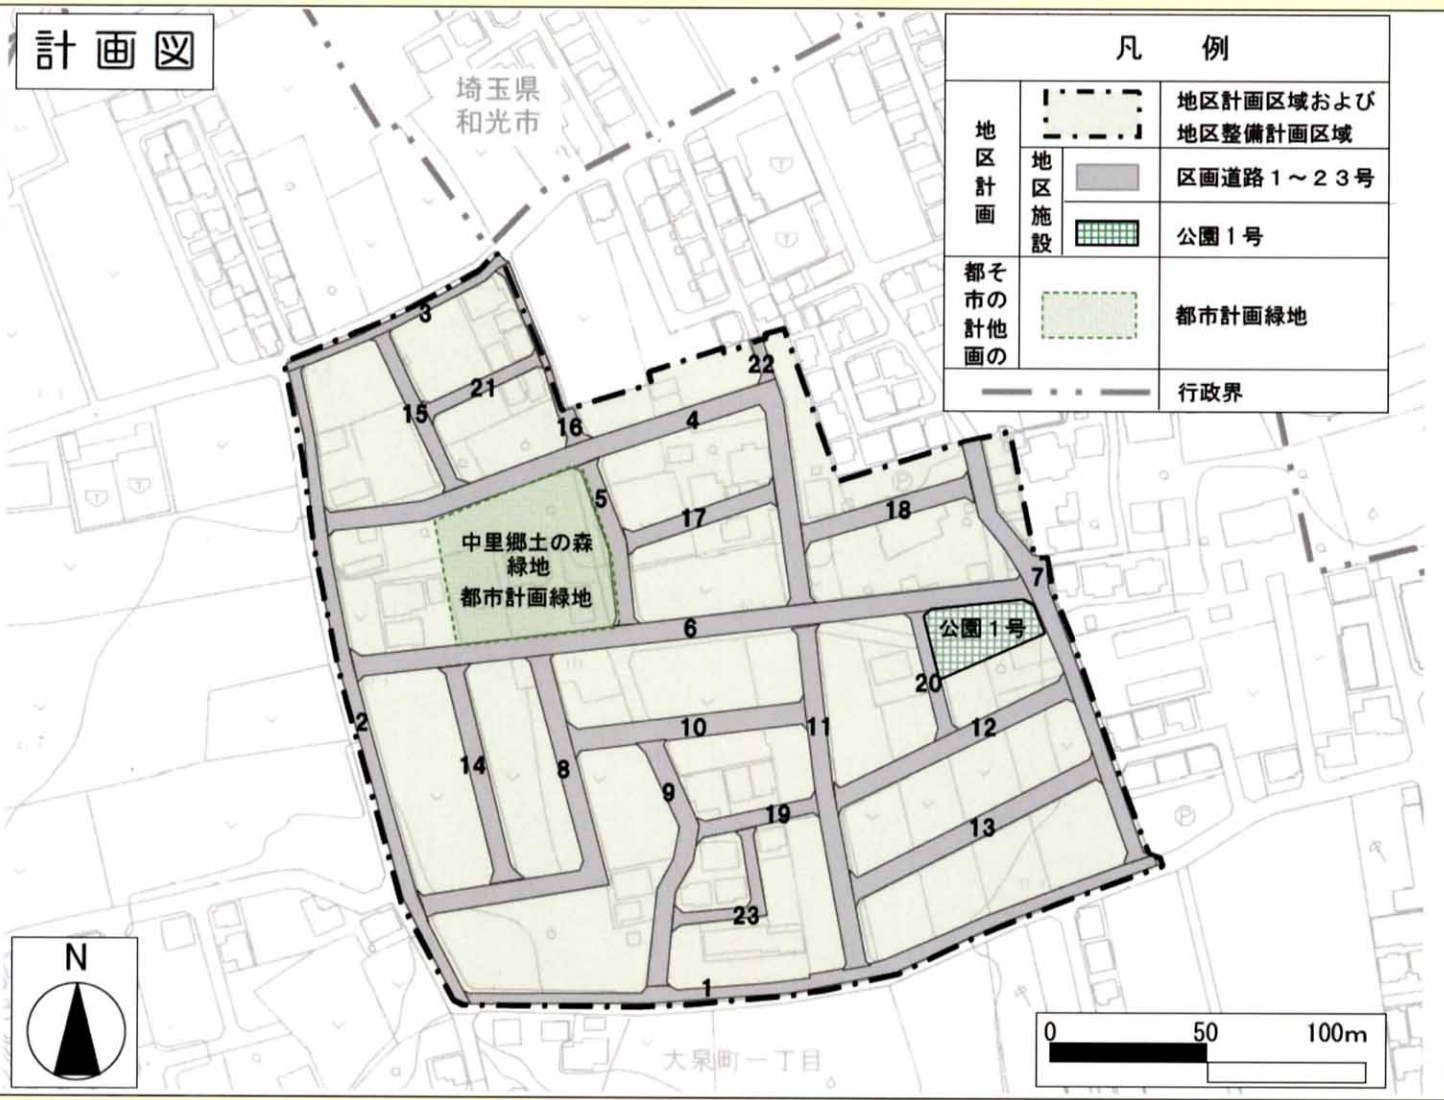 計画図
埼玉県
和光市
凡　例
地区計画
地区計画区域および
地区整備計画区域
地区施設
区画道路1～23号
公園1号
その他の
都市計画
都市計画緑地
行政界
3
22
21
15
16
4
5
17
18
中里郷土の森
緑地
都市計画緑地
7
6
公園1号
20
2
10
11
12
14
8
9
19
13
23
1
N
大泉町一丁目
0
50
100m
P
P